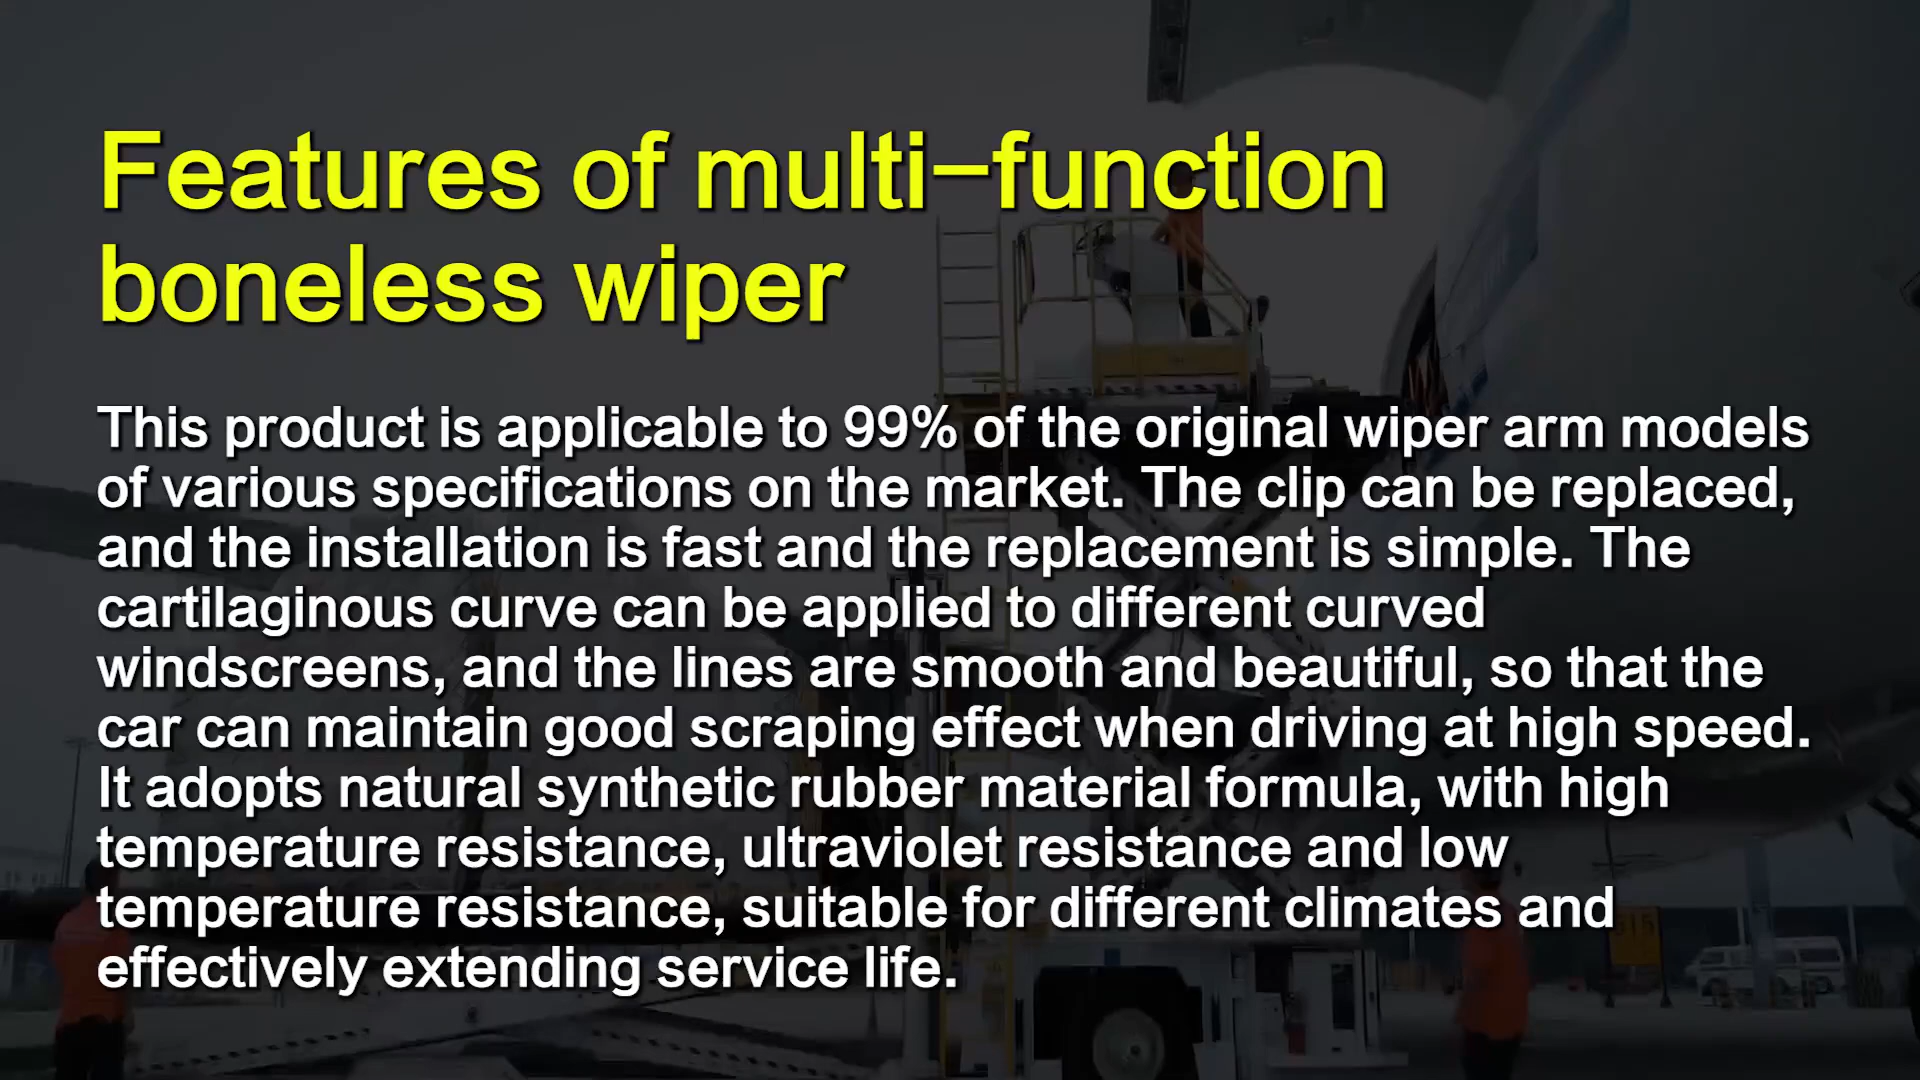 Features of multi-function
boneless wiper
This product is applicable to 99% of the original wiper arm models
of various specifications on the market. The clip can be replaced,
and the installation is fast and the replacement is simple. The
cartilaginous curve can be applied to different curved
windscreens, and the lines are smooth and beautiful, so that the
car can maintain good scraping effect when driving at high speed.
It adopts natural synthetic rubber material formula, with high
temperature resistance, ultraviolet resistance and low
temperature resistance, suitable for different climates and
effectively extending service life.
515